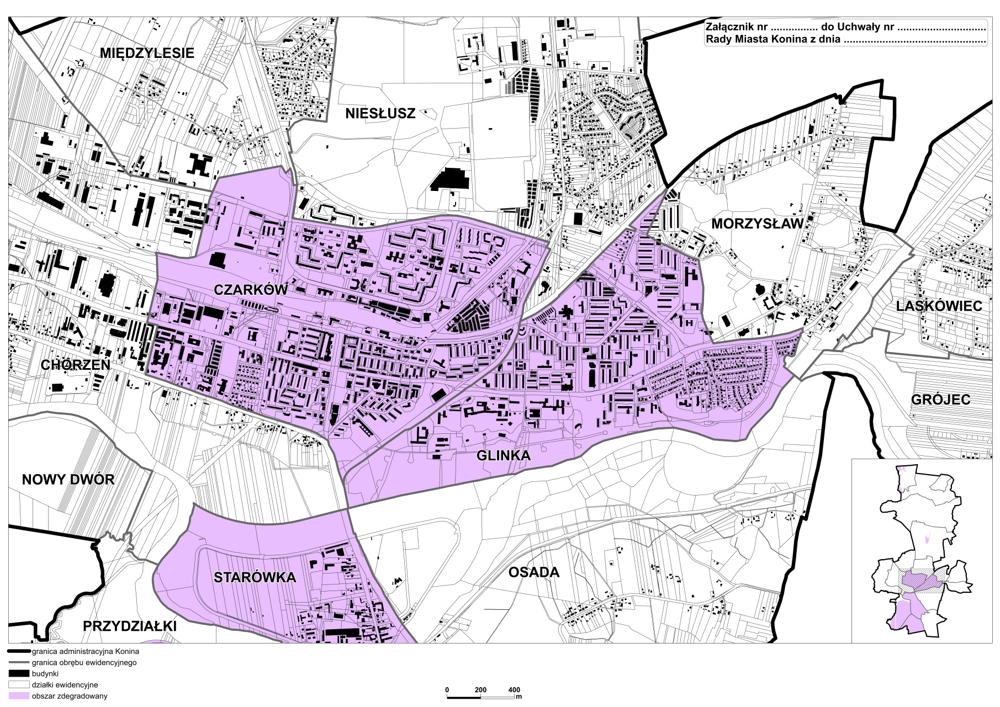 Załącznik nr ................ do Uchwały nr ..............................
Rady Miasta Konina z dnia ................................................
MIĘDZYLESIE
NIESŁUSZ
MORZYSŁAW
CZARKÓW
LASKÓWIEC
CHORZEŃ
GRÓJEC
GLINKA
NOWY DWÓR
OSADA
STARÓWKA
PRZYDZIAŁKI
granica administracyjna Konina
granica obrębu ewidencyjnego
budynki
działki ewidencyjne
obszar zdegradowany
0 200 400
m